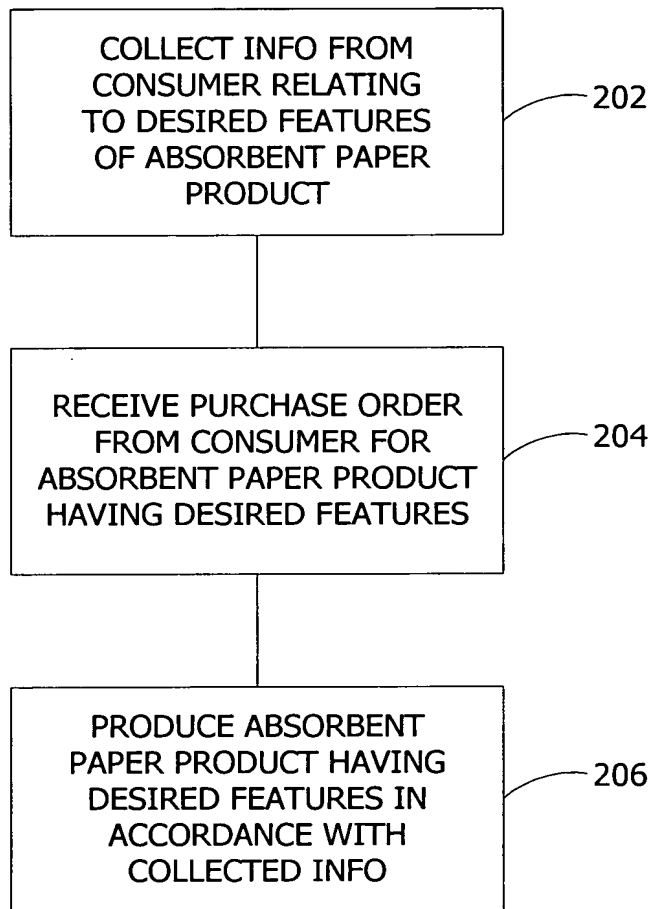 COLLECT INFO FROM
CONSUMER RELATING
TO DESIRED FEATURES
OF ABSORBENT PAPER
PRODUCT
202
RECEIVE PURCHASE ORDER
FROM CONSUMER FOR
ABSORBENT PAPER PRODUCT
HAVING DESIRED FEATURES
204
PRODUCE ABSORBENT
PAPER PRODUCT HAVING
DESIRED FEATURES IN
ACCORDANCE WITH
COLLECTED INFO
206